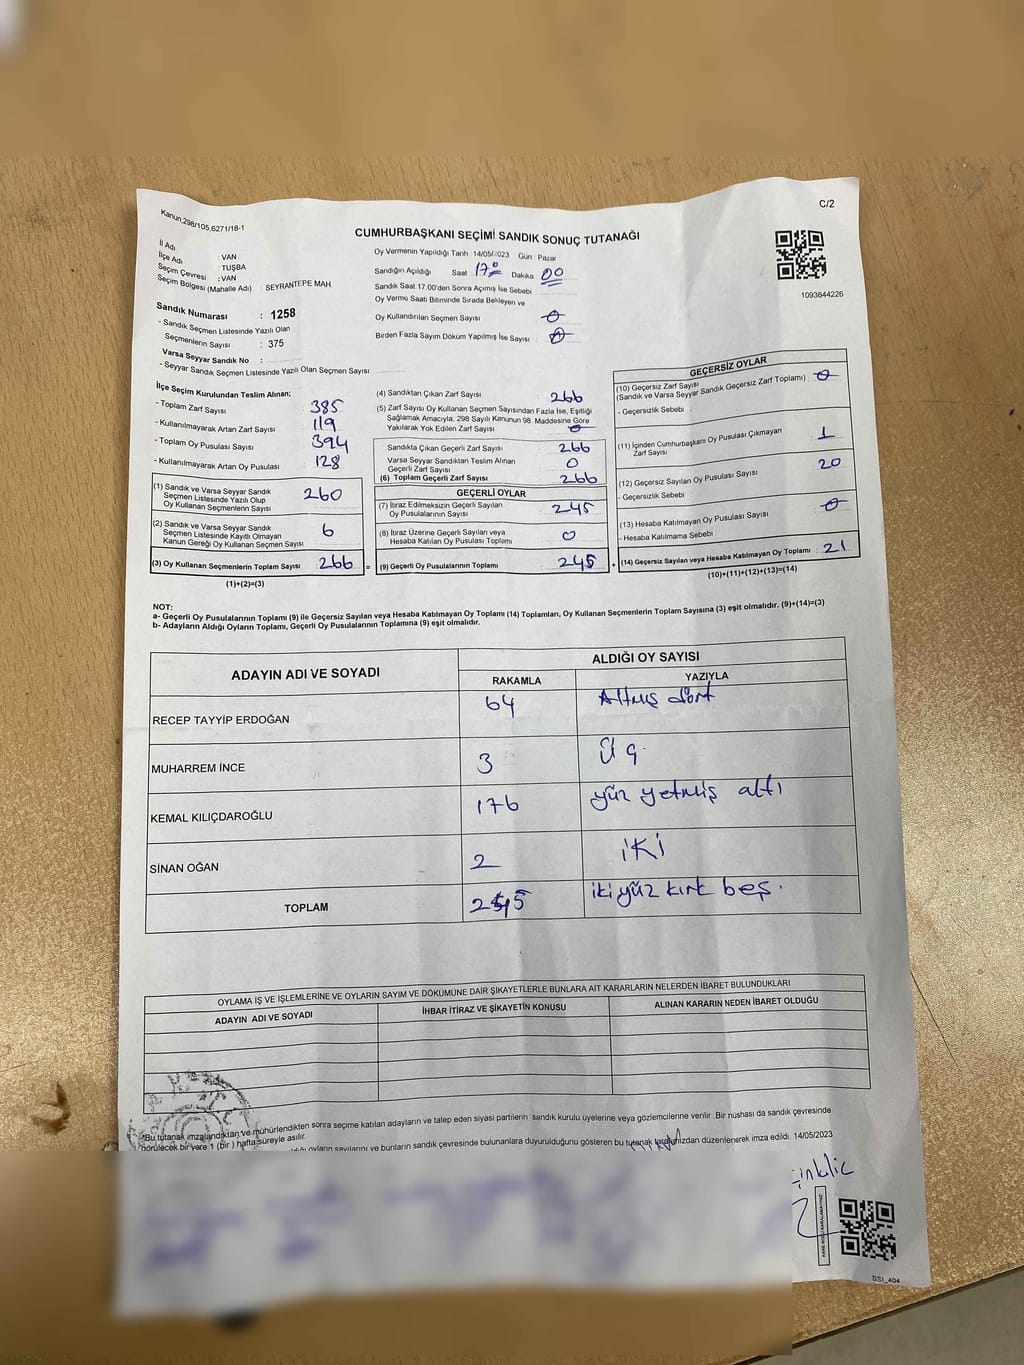 Kanun,298/105,6271/18-1
C/2
CUMHURBAŞKANI SEÇİMİ SANDIK SONUÇ TUTANAĞI
1093844226
İl Adı : VAN
İlçe Adı : TUŞBA
Seçim Çevresi : VAN
Seçim Bölgesi (Mahalle Adı) : SEYRANTEPE MAH.
Sandık Numarası : 1258
- Sandık Seçmen Listesinde Yazılı Olan
Seçmenlerin Sayısı : 375
Varsa Seyyar Sandık No :
- Seyyar Sandık Seçmen Listesinde Yazılı Olan Seçmen Sayısı:
Oy Vermenin Yapıldığı Tarih 14/05/2023 Gün : Pazar
Sandığın Açıldığı Saat 17:00 Dakika 00
Sandık Saat 17.00'den Sonra Açımış İse Sebebi
Oy Verme Saati Bitiminde Sırada Bekleyen ve
Oy Kullandırılan Seçmen Sayısı 0
Birden Fazla Sayım Döküm Yapılmış İse Sayısı : 0
İlçe Seçim Kurulundan Teslim Alınan;
- Toplam Zarf Sayısı : 385
- Kullanılmayarak Artan Zarf Sayısı : 119
- Toplam Oy Pusulası Sayısı : 394
- Kullanılmayarak Artan Oy Pusulası : 128
(1) Sandık ve Varsa Seyyar Sandık
Seçmen Listesinde Yazılı Olup
Oy Kullanan Seçmenlerin Sayısı : 260
(2) Sandık ve Varsa Seyyar Sandık
Seçmen Listesinde Kayıtlı Olmayan
Kanun Gereği Oy Kullanan Seçmen Sayısı : 6
(3) Oy Kullanan Seçmenlerin Toplam Sayısı : 266 =
(1)+(2)=(3)
(4) Sandıktan Çıkan Zarf Sayısı : 266
(5) Zarf Sayısı Oy Kullanan Seçmen Sayısından Fazla İse, Eşitliği
Sağlamak Amacıyla, 298 Sayılı Kanunun 98. Maddesine Göre
Yakılarak Yok Edilen Zarf Sayısı : 0
Sandıkta Çıkan Geçerli Zarf Sayısı : 266
Varsa Seyyar Sandıktan Teslim Alınan
Geçerli Zarf Sayısı : 0
(6) Toplam Geçerli Zarf Sayısı : 266
GEÇERLİ OYLAR
(7) İtiraz Edilmeksizin Geçerli Sayılan
Oy Pusulalarının Sayısı : 245
(8) İtiraz Üzerine Geçerli Sayılan veya
Hesaba Katılan Oy Pusulası Toplamı : 0
(9) Geçerli Oy Pusulalarının Toplamı : 245 +
GEÇERSİZ OYLAR
(10) Geçersiz Zarf Sayısı
(Sandık ve Varsa Seyyar Sandık Geçersiz Zarf Toplamı) : 0
- Geçersizlik Sebebi :
(11) İçinden Cumhurbaşkanı Oy Pusulası Çıkmayan
Zarf Sayısı : 1
(12) Geçersiz Sayılan Oy Pusulası Sayısı : 20
- Geçersizlik Sebebi
(13) Hesaba Katılmayan Oy Pusulası Sayısı : 0
- Hesaba Katılmama Sebebi
(14) Geçersiz Sayılan veya Hesaba Katılmayan Oy Toplamı : 21
(10)+(11)+(12)+(13)=(14)
NOT:
a- Geçerli Oy Pusulalarının Toplamı (9) ile Geçersiz Sayılan veya Hesaba Katılmayan Oy Toplamı (14) Toplamları, Oy Kullanan Seçmenlerin Toplam Sayısına (3) eşit olmalıdır. (9)+(14)=(3)
b- Adayların Aldığı Oyların Toplamı, Geçerli Oy Pusulalarının Toplamına (9) eşit olmalıdır.
ADAYIN ADI VE SOYADI
ALDIĞI OY SAYISI
RAKAMLA YAZIYLA
RECEP TAYYİP ERDOĞAN 64 Altmış dört
MUHARREM İNCE 3 Üç
KEMAL KILIÇDAROĞLU 176 yüz yetmiş altı
SİNAN OĞAN 2 iki
TOPLAM 245 iki yüz kırk beş.
OYLAMA İŞ VE İŞLEMLERİNE VE OYLARIN SAYIM VE DÖKÜMÜNE DAİR ŞİKAYETLERLE BUNLARA AİT KARARLARIN NELERDEN İBARET BULUNDUKLARI
ADAYIN ADI VE SOYADI İHBAR İTİRAZ VE ŞİKAYETİN KONUSU ALINAN KARARIN NEDEN İBARET OLDUĞU
*Bu tutanak imzalandıktan ve mühürlendikten sonra seçime katılan adayların ve talep eden siyasi partilerin sandık kurulu üyelerine veya gözlemcilerine verilir .Bir nüshası da sandık çevresinde
görülecek bir yere 1 (bir ) hafta süreyle asılır.
oyların sayılarını ve bunların sandık çevresinde bulunanlara duyurulduğunu gösteren bu tutanak tarafımızdan düzenlenerek imza edildi. 14/05/2023
KARE KODU KARALAMAYINIZ!
SSI_404